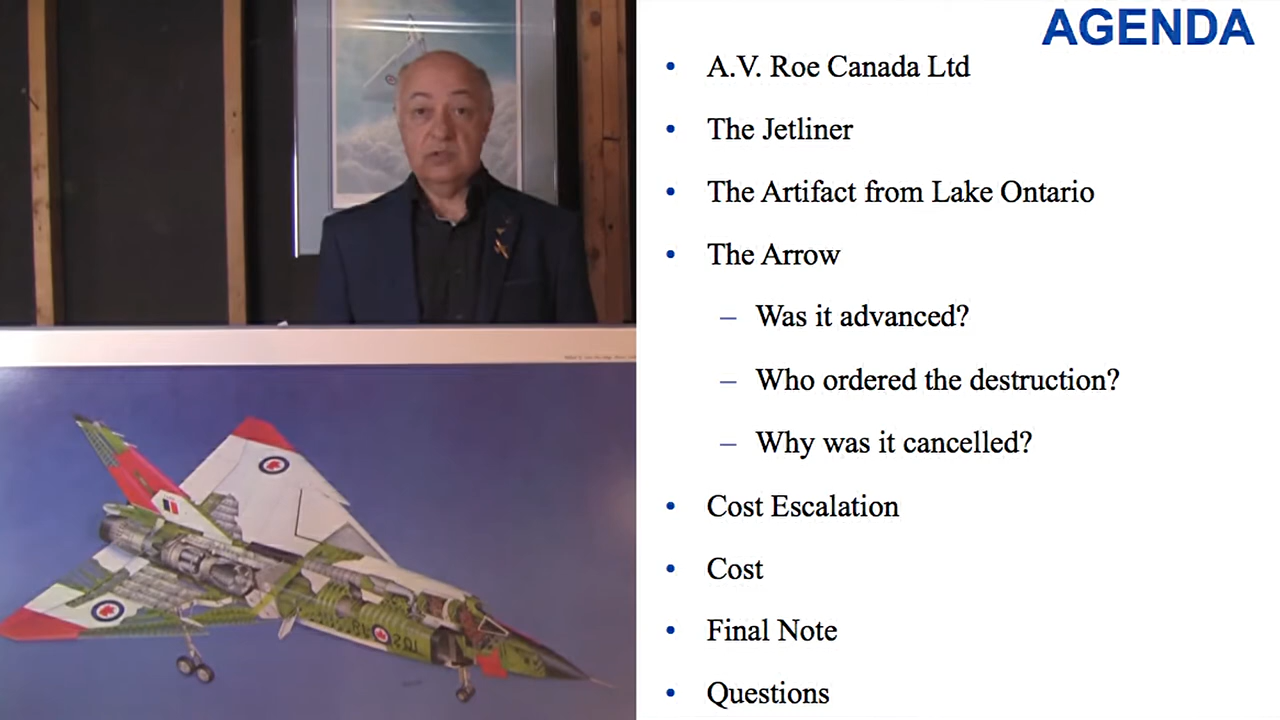 AGENDA
• A.V. Roe Canada Ltd
• The Jetliner
• The Artifact from Lake Ontario
• The Arrow
– Was it advanced?
– Who ordered the destruction?
– Why was it cancelled?
• Cost Escalation
• Cost
• Final Note
• Questions